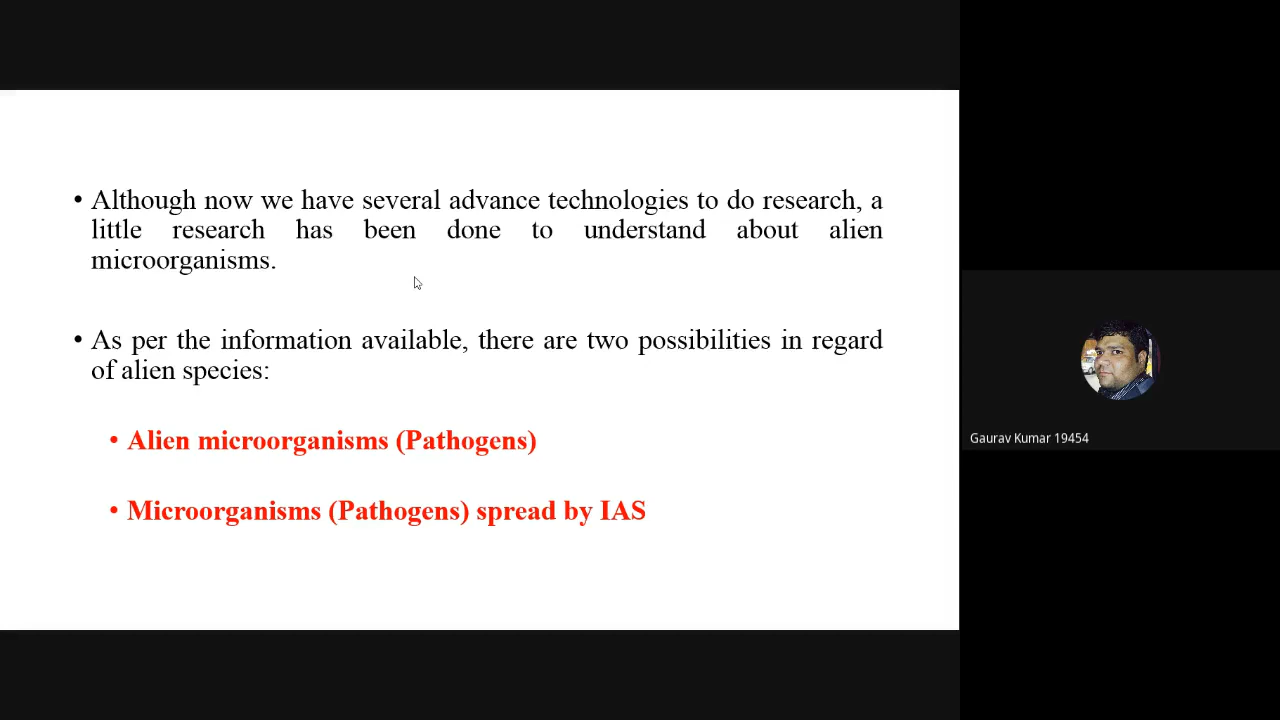 • Although now we have several advance technologies to do research, a
little research has been done to understand about alien
microorganisms.
• As per the information available, there are two possibilities in regard
of alien species:
• Alien microorganisms (Pathogens)
• Microorganisms (Pathogens) spread by IAS
Gaurav Kumar 19454